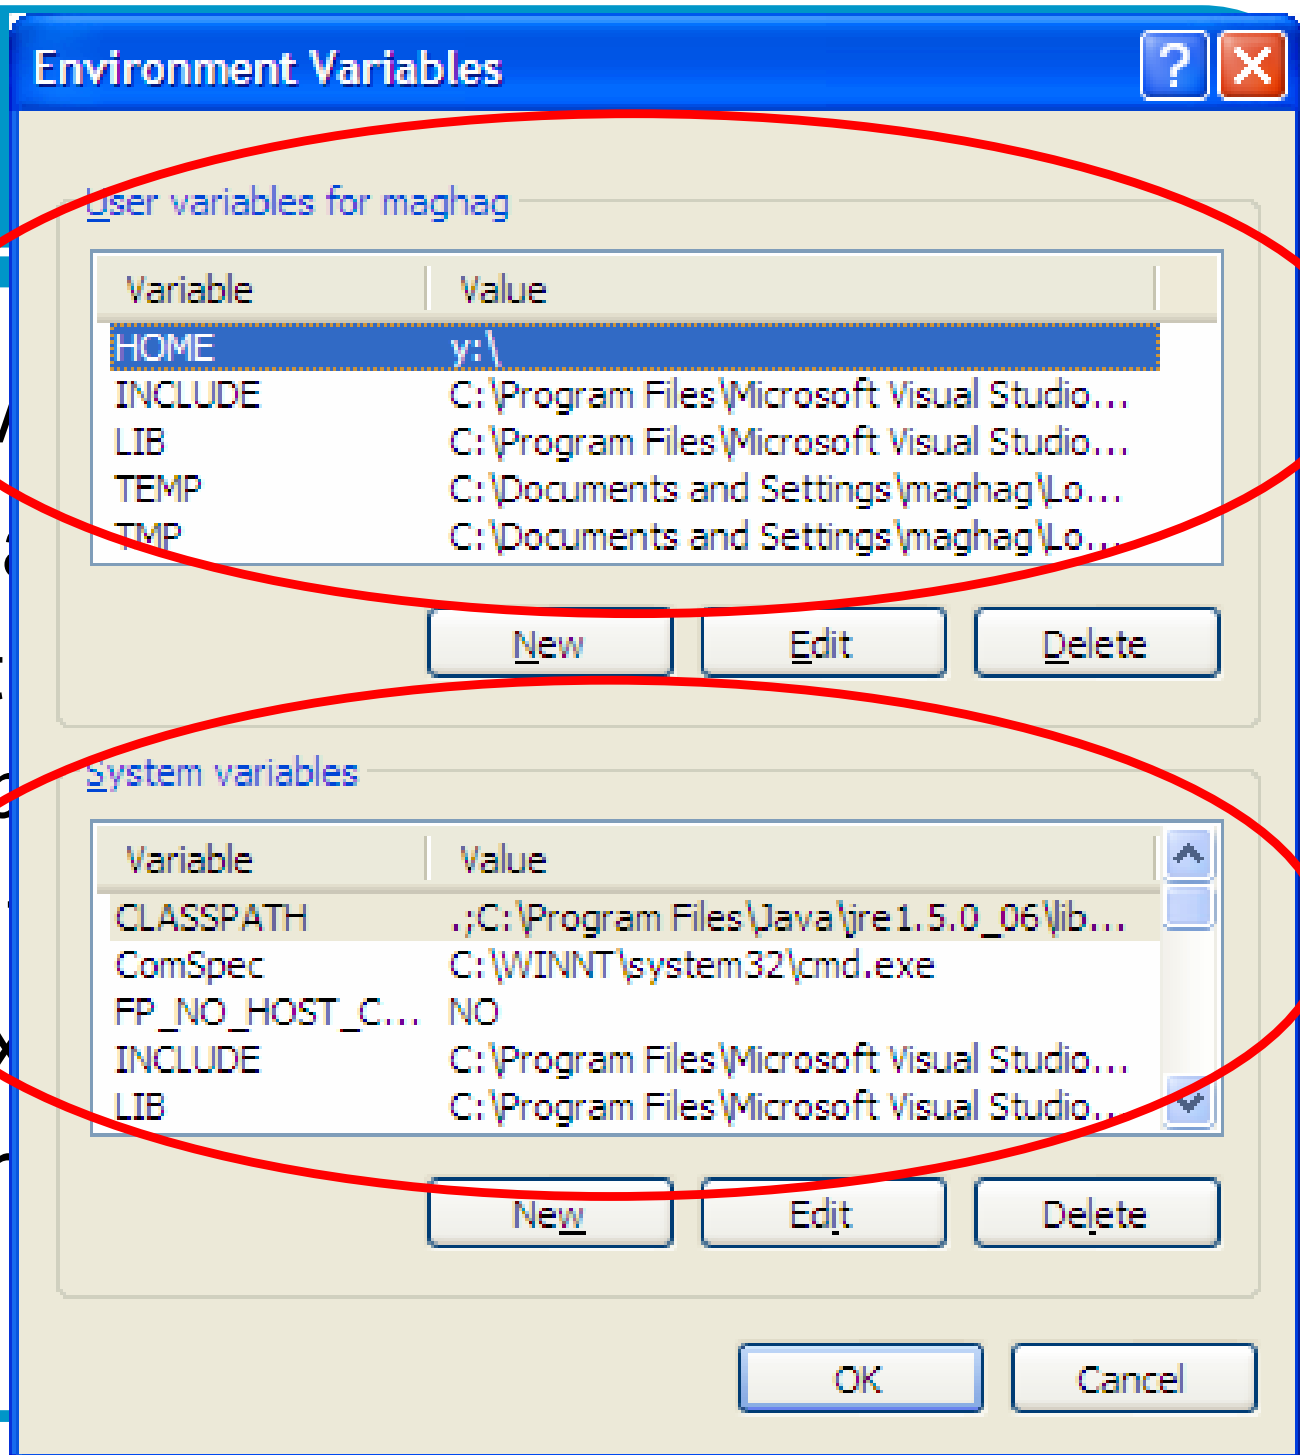 Environment Variables
User variables for maghag
Variable Value
HOME y:\
INCLUDE C:\Program Files\Microsoft Visual Studio...
LIB C:\Program Files\Microsoft Visual Studio...
TEMP C:\Documents and Settings\maghag\Lo...
TMP C:\Documents and Settings\maghag\Lo...
New Edit Delete
System variables
Variable Value
CLASSPATH .;C:\Program Files\Java\jre1.5.0_06\lib...
ComSpec C:\WINNT\system32\cmd.exe
FP_NO_HOST_C... NO
INCLUDE C:\Program Files\Microsoft Visual Studio...
LIB C:\Program Files\Microsoft Visual Studio...
New Edit Delete
OK Cancel